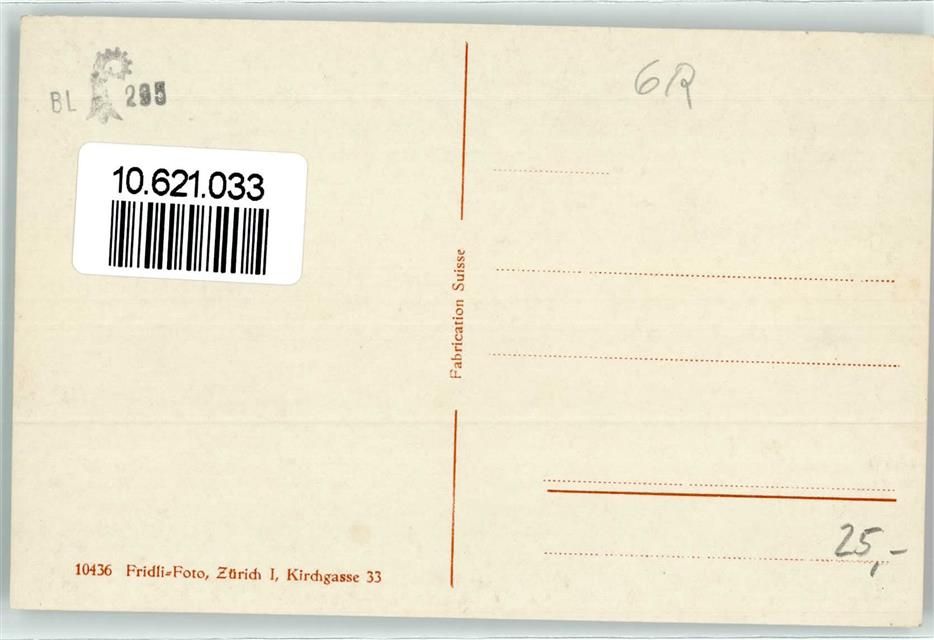 BL 295
6R
10.621.033
Fabrication Suisse
25,-
10436 Fridli-Foto, Zürich I, Kirchgasse 33